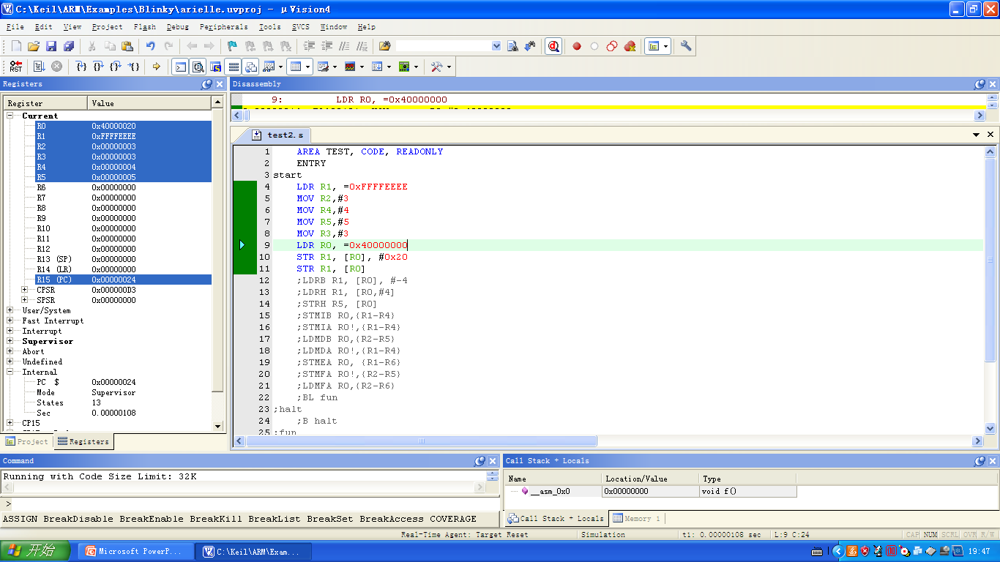 C:\Keil\ARM\Examples\Blinky\arielle.uvproj - µVision4
File Edit View Project Flash Debug Peripherals Tools SVCS Window Help
Registers
Register Value
Current
R0 0x40000020
R1 0xFFFFEEEE
R2 0x00000003
R3 0x00000003
R4 0x00000004
R5 0x00000005
R6 0x00000000
R7 0x00000000
R8 0x00000000
R9 0x00000000
R10 0x00000000
R11 0x00000000
R12 0x00000000
R13 (SP) 0x00000000
R14 (LR) 0x00000000
R15 (PC) 0x00000024
CPSR 0x000000D3
SPSR 0x00000000
User/System
Fast Interrupt
Interrupt
Supervisor
Abort
Undefined
Internal
PC $ 0x00000024
Mode Supervisor
States 13
Sec 0.00000108
CP15
Project Registers
Disassembly
9: LDR R0, =0x40000000
test2.s
1 AREA TEST, CODE, READONLY
2 ENTRY
3 start
4 LDR R1, =0xFFFFEEEE
5 MOV R2,#3
6 MOV R4,#4
7 MOV R5,#5
8 MOV R3,#3
9 LDR R0, =0x40000000
10 STR R1, [R0], #0x20
11 STR R1, [R0]
12 ;LDRB R1, [R0], #-4
13 ;LDRH R1, [R0,#4]
14 ;STRH R5, [R0]
15 ;STMIB R0,{R1-R4}
16 ;STMIA R0!,{R1-R4}
17 ;LDMDB R0,{R2-R5}
18 ;LDMDA R0!,{R1-R4}
19 ;STMEA R0, {R1-R6}
20 ;STMFA R0!,{R2-R5}
21 ;LDMFA R0,{R2-R6}
22 ;BL fun
23 ;halt
24 ;B halt
25 ;fun
Command
Running with Code Size Limit: 32K
>
ASSIGN BreakDisable BreakEnable BreakKill BreakList BreakSet BreakAccess COVERAGE
Call Stack + Locals
Name Location/Value Type
__asm_0x0 0x00000000 void f()
Call Stack + Locals Memory 1
Real-Time Agent: Target Reset Simulation t1: 0.00000108 sec L:9 C:24 CAP NUM SCRL OVR R/W
开始 Microsoft PowerP... C:\Keil\ARM\Exam... 19:47